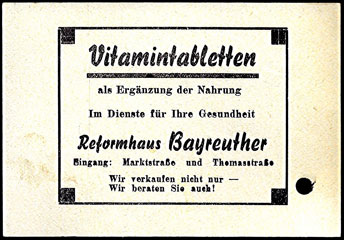 Vitamintabletten
als Ergänzung der Nahrung
Im Dienste für Ihre Gesundheit
Reformhaus Bayreuther
Eingang: Marktstraße und Thomasstraße
Wir verkaufen nicht nur —
Wir beraten Sie auch!